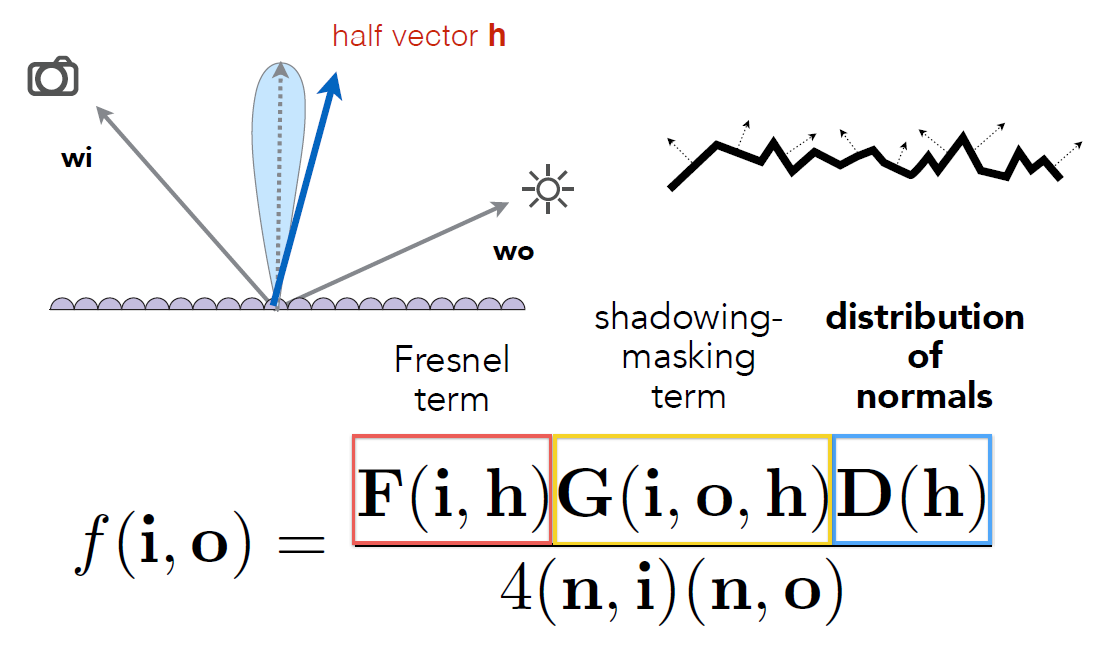 half vector h
wi
wo
Fresnel
term
shadowing-
masking
term
distribution
of
normals
f(i, o) = F(i, h)G(i, o, h)D(h)
4(n, i)(n, o)